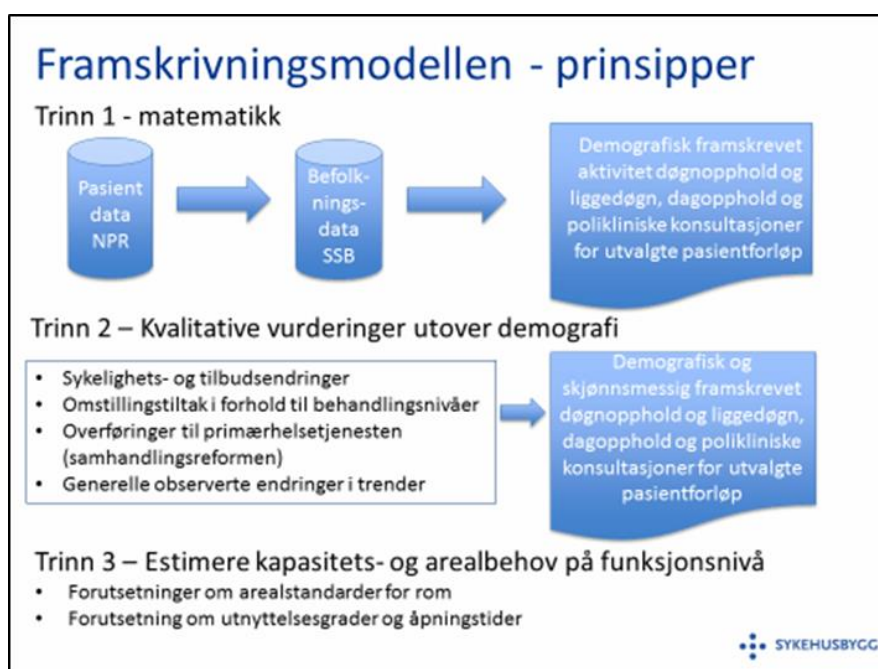 Framskrivningsmodellen - prinsipper
Trinn 1 - matematikk
Pasient
data
NPR
Befolk-
nings-
data
SSB
Demografisk framskrevet
aktivitet døgnopphold og
liggedøgn, dagopphold og
polikliniske konsultasjoner
for utvalgte pasientforløp
Trinn 2 – Kvalitative vurderinger utover demografi
• Sykelighets- og tilbudsendringer
• Omstillingstiltak i forhold til behandlingsnivåer
• Overføringer til primærhelsetjenesten
(samhandlingsreformen)
• Generelle observerte endringer i trender
Demografisk og
skjønnsmessig framskrevet
døgnopphold og liggedøgn,
dagopphold og polikliniske
konsultasjoner for utvalgte
pasientforløp
Trinn 3 – Estimere kapasitets- og arealbehov på funksjonsnivå
• Forutsetninger om arealstandarder for rom
• Forutsetning om utnyttelsesgrader og åpningstider
SYKEHUSBYGG